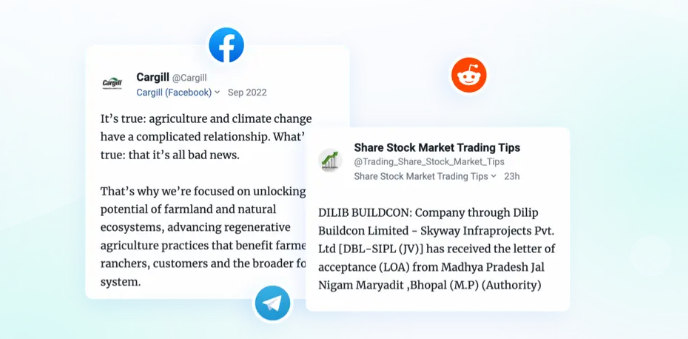 Cargill @Cargill
Cargill (Facebook) Sep 2022
It's true: agriculture and climate change
have a complicated relationship. What'
true: that it's all bad news.
That's why we're focused on unlocking
potential of farmland and natural
ecosystems, advancing regenerative
agriculture practices that benefit farme
ranchers, customers and the broader fo
system.
Share Stock Market Trading Tips
@Trading_Share_Stock_Market_Tips
Share Stock Market Trading Tips 23h
DILIB BUILDCON: Company through Dilip
Buildcon Limited - Skyway Infraprojects Pvt.
Ltd [DBL-SIPL (JV)] has received the letter of
acceptance (LOA) from Madhya Pradesh Jal
Nigam Maryadit ,Bhopal (M.P) (Authority)